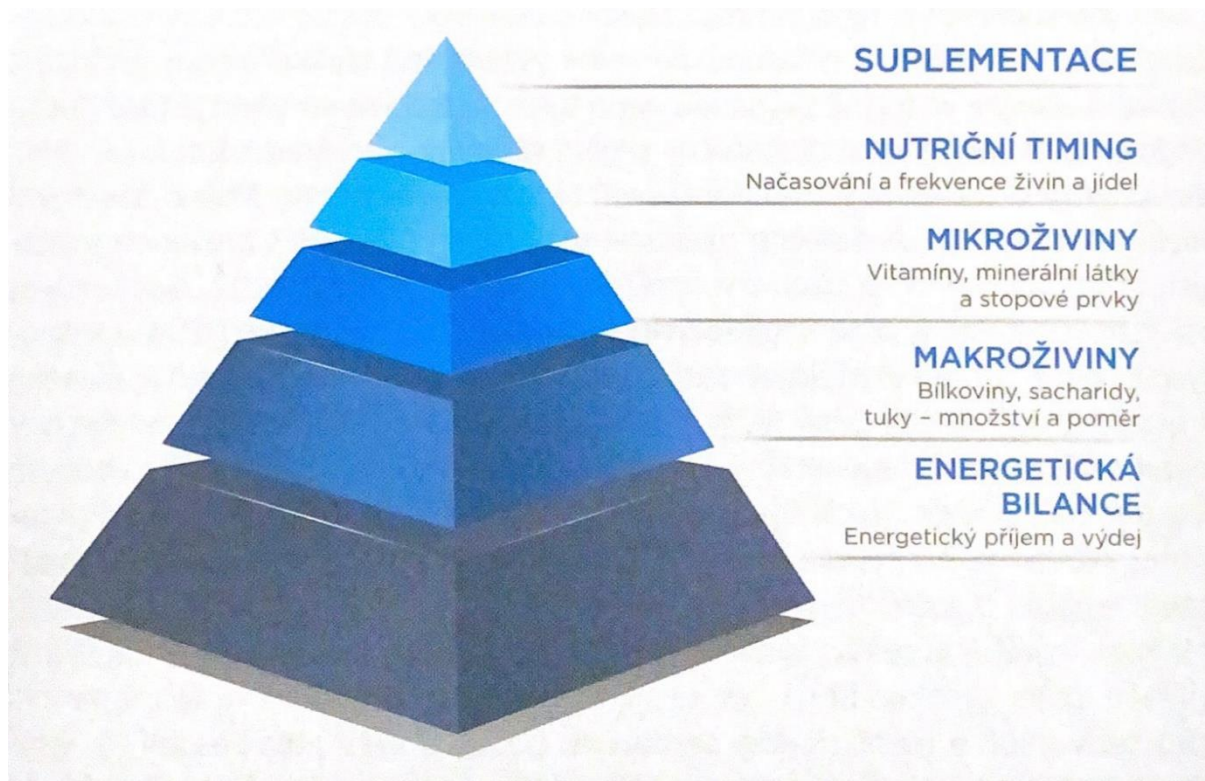 SUPLEMENTACE
NUTRIČNÍ TIMING
Načasování a frekvence živin a jídel
MIKROŽIVINY
Vitamíny, minerální látky
a stopové prvky
MAKROŽIVINY
Bílkoviny, sacharidy,
tuky – množství a poměr
ENERGETICKÁ
BILANCE
Energetický příjem a výdej